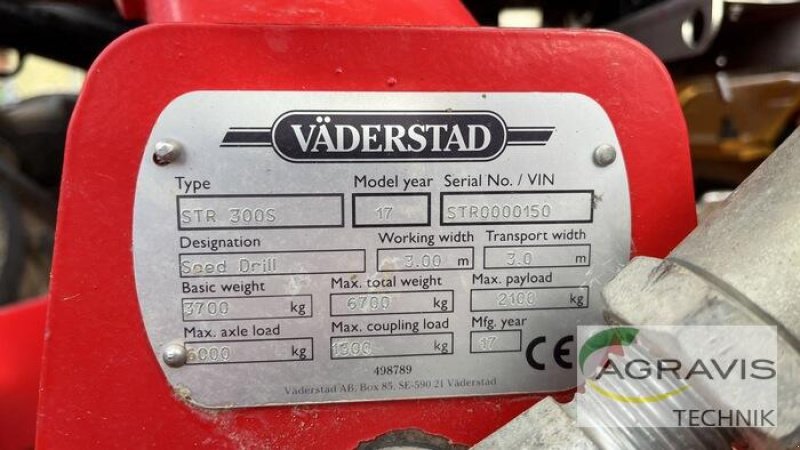 VÄDERSTAD
Type Model year Serial No. / VIN
STR 300S 17 STR0000150
Designation Working width Transport width
Seed Drill 3.00 m 3.0 m
Basic weight Max. total weight Max. payload
3700 kg 6700 kg 2100 kg
Max. axle load Max. coupling load Mfg. year
kg kg 17 CE
498789
Väderstad AB, Box 85, SE-590 21 Väderstad
AGRAVIS
TECHNIK